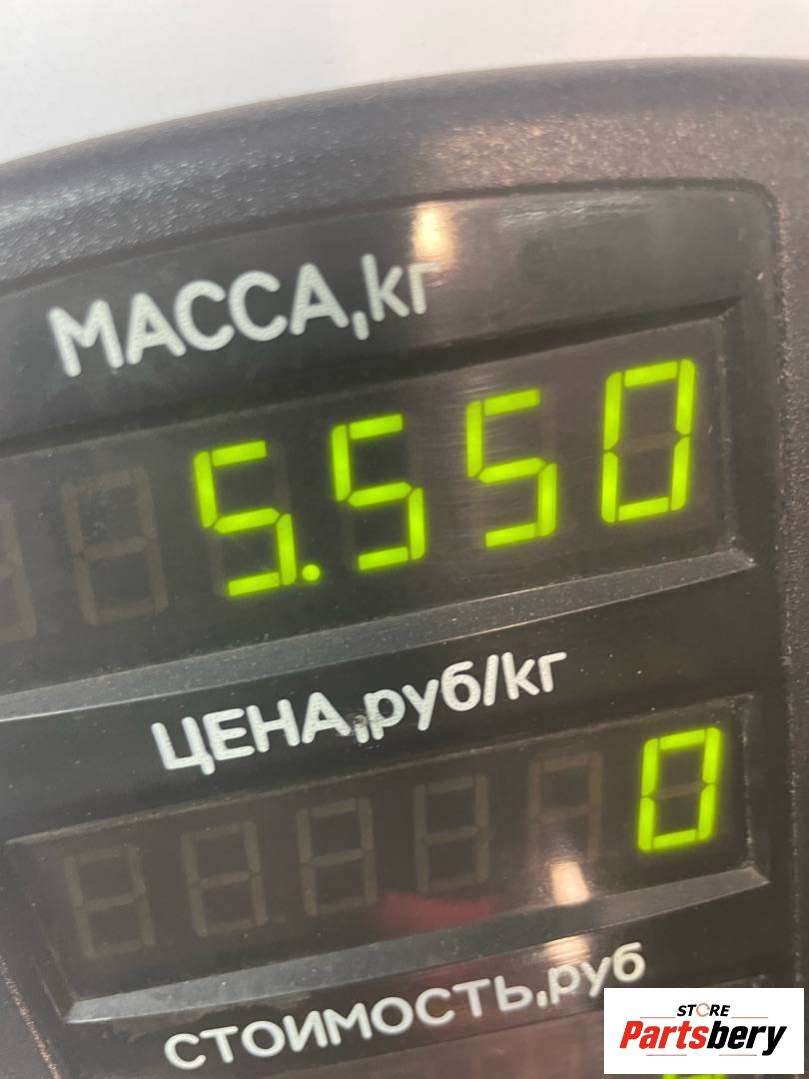 МАССА,кг
5.550
ЦЕНА,руб/кг
0
СТОИМОСТЬ,руб
STORE
Partsbery